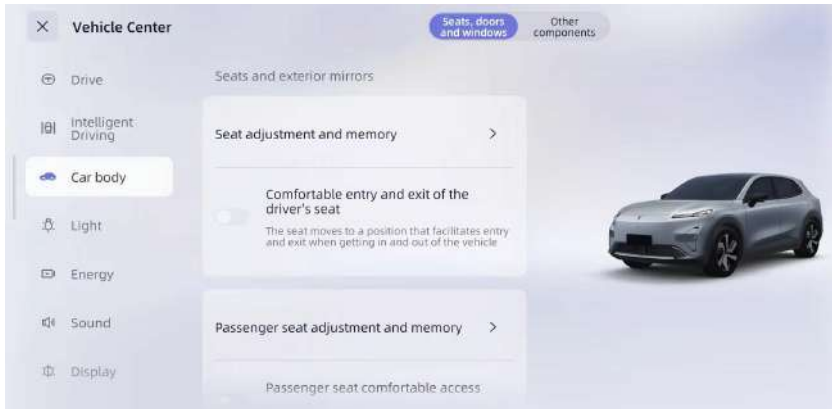 Vehicle Center
Seats, doors
and windows
Other
components
Drive
Intelligent
Driving
Car body
Light
Energy
Sound
Display
Seats and exterior mirrors
Seat adjustment and memory
Comfortable entry and exit of the
driver's seat
The seat moves to a position that facilitates entry
and exit when getting in and out of the vehicle
Passenger seat adjustment and memory
Passenger seat comfortable access